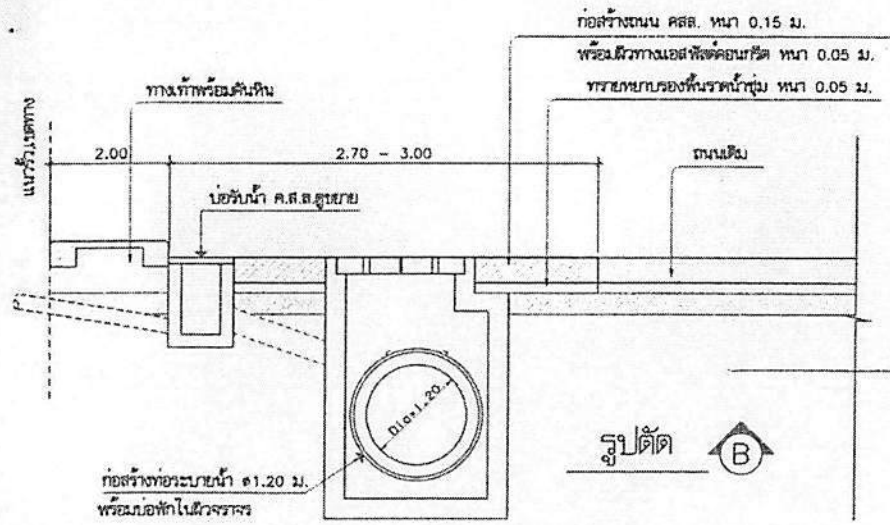 ก่อสร้างถนน คสล. หนา 0.15 ม.
พร้อมผิวทางแอสฟัลต์คอนกรีต หนา 0.05 ม.
ทรายหยาบรองพื้นราดน้ำชุ่ม หนา 0.05 ม.
ทางเท้าพร้อมคันหิน
แนวรั้ว,เขตทาง
2.00
2.70 - 3.00
ถนนเดิม
บ่อรับน้ำ ค.ส.ล.ดูขยาย
Dia=1.20
รูปตัด
B
ก่อสร้างท่อระบายน้ำ ø1.20 ม.
พร้อมบ่อพักในผิวจราจร